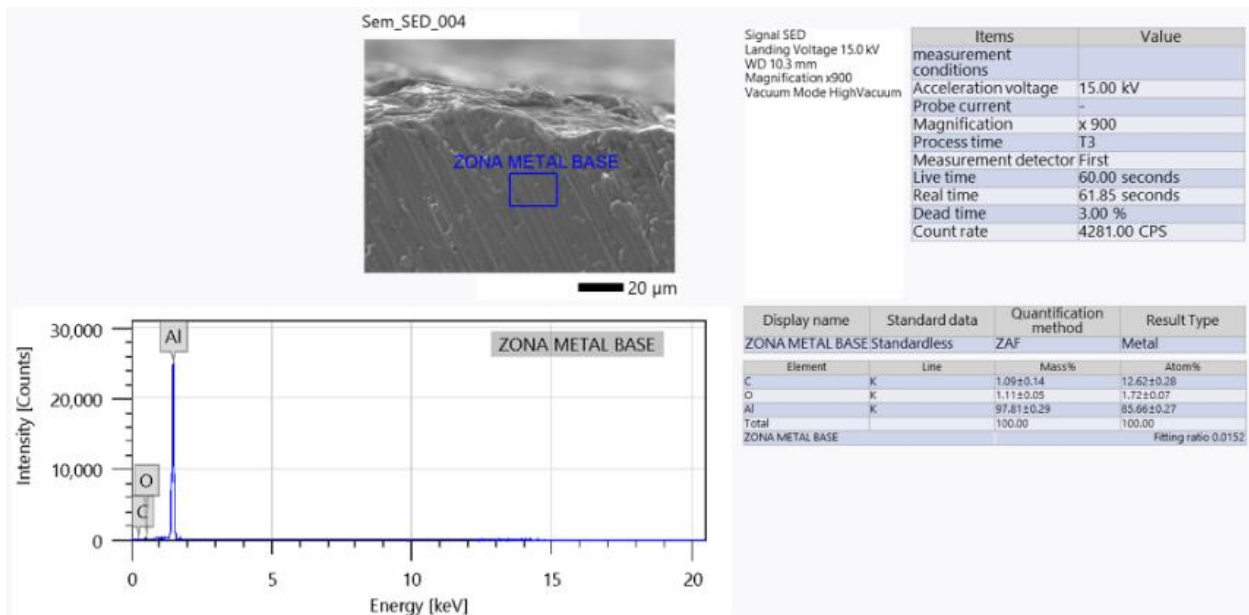 Sem_SED_004
ZONA METAL BASE
20 µm
Signal SED
Landing Voltage 15.0 kV
WD 10.3 mm
Magnification x900
Vacuum Mode HighVacuum
Items Value
measurement
conditions
Acceleration voltage 15.00 kV
Probe current -
Magnification x 900
Process time T3
Measurement detector First
Live time 60.00 seconds
Real time 61.85 seconds
Dead time 3.00 %
Count rate 4281.00 CPS
Intensity [Counts]
30,000
20,000
10,000
0
Al
O
C
ZONA METAL BASE
0 5 10 15 20
Energy [keV]
Display name Standard data Quantification method Result Type
ZONA METAL BASE Standardless ZAF Metal
Element Line Mass% Atom%
C K 1.09±0.14 12.62±0.28
O K 1.11±0.05 1.72±0.07
Al K 97.81±0.29 85.66±0.27
Total 100.00 100.00
ZONA METAL BASE Fitting ratio 0.0152